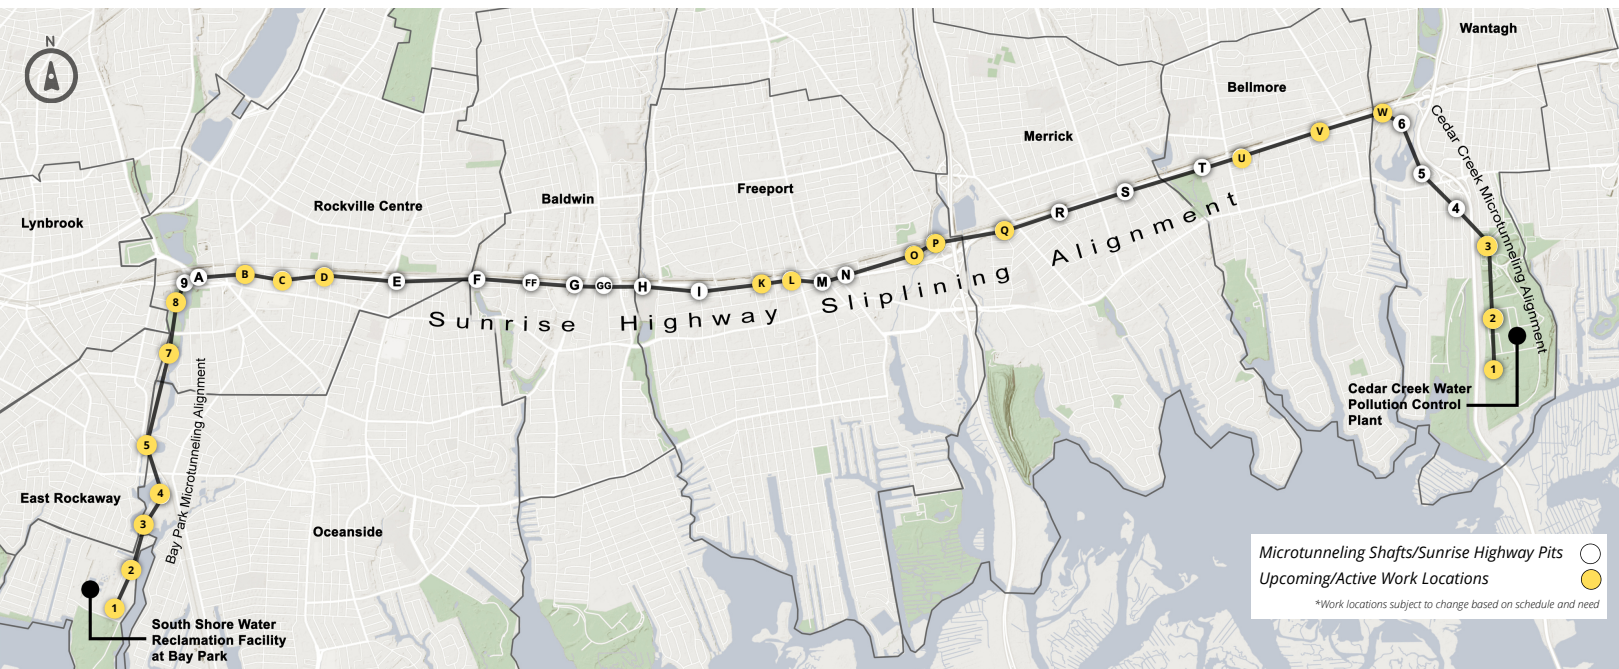 N
Wantagh
Bellmore
Merrick
Freeport
Baldwin
Rockville Centre
Lynbrook
East Rockaway
Oceanside
9
A
B
C
D
E
F
FF
G
GG
H
I
K
L
M
N
O
P
Q
R
S
T
U
V
W
6
5
4
3
2
1
8
7
5
4
3
2
1
Sunrise Highway Sliplining Alignment
Bay Park Microtunneling Alignment
Cedar Creek Microtunneling Alignment
Cedar Creek Water
Pollution Control
Plant
South Shore Water
Reclamation Facility
at Bay Park
Microtunneling Shafts/Sunrise Highway Pits
Upcoming/Active Work Locations
*Work locations subject to change based on schedule and need